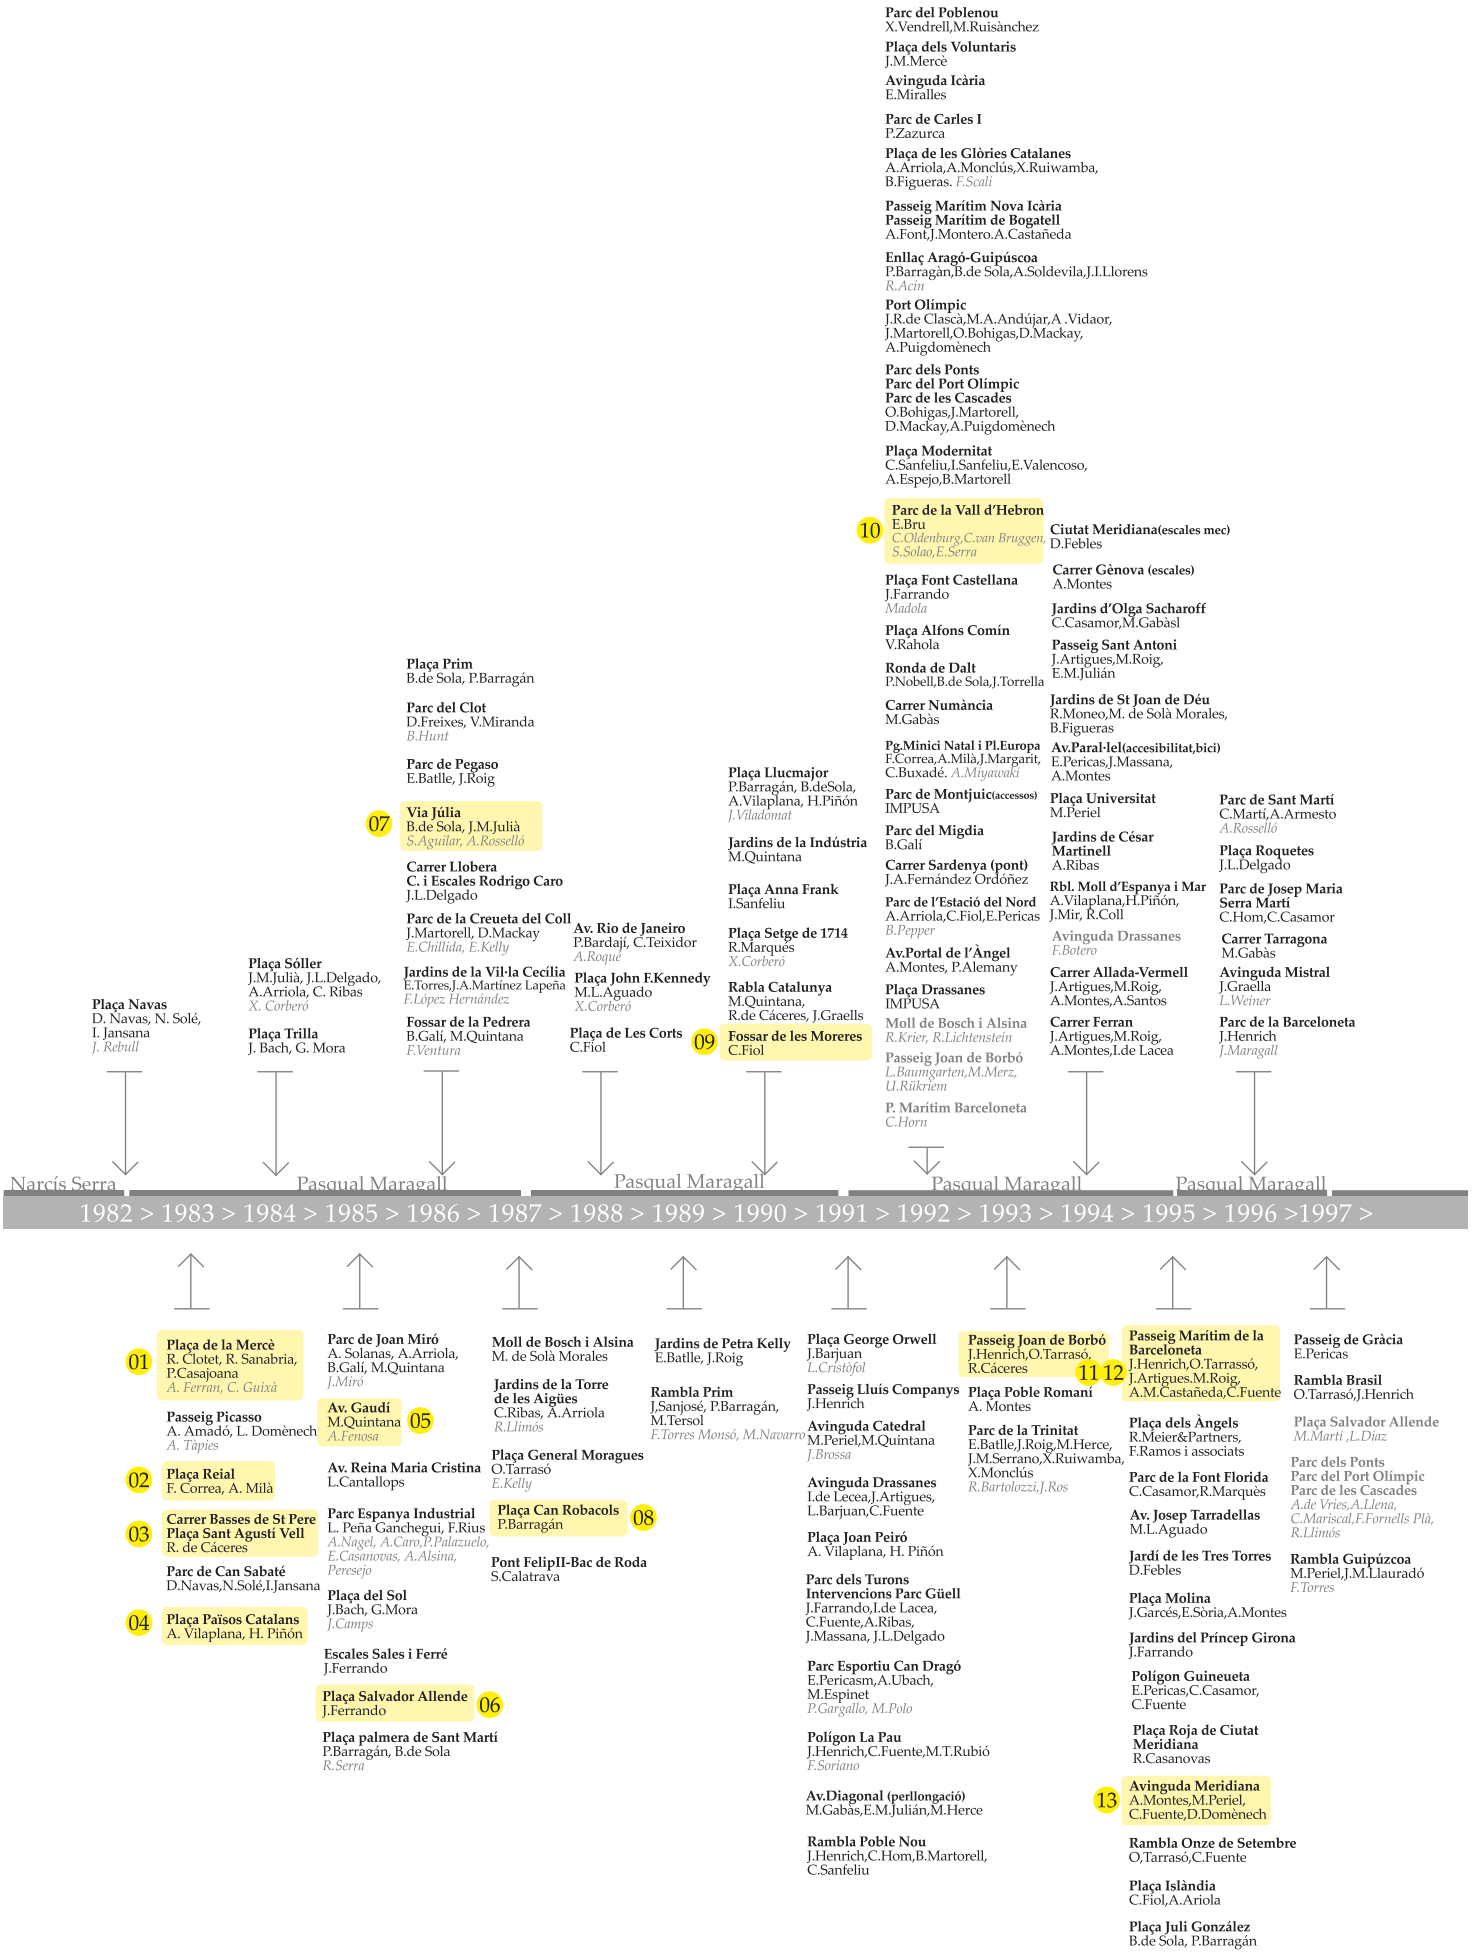 Parc del Poblenou
X.Vendrell,M.Ruisànchez
Plaça dels Voluntaris
J.M.Mercè
Avinguda Icària
E.Miralles
Parc de Carles I
P.Zazurca
Plaça de les Glòries Catalanes
A.Arriola,A.Monclús,X.Ruiwamba,
B.Figueras. F.Scali
Passeig Marítim Nova Icària
Passeig Marítim de Bogatell
A.Font,J.Montero.A.Castañeda
Enllaç Aragó-Guipúscoa
P.Barragàn,B.de Sola,A.Soldevila,J.I.Llorens
R.Acín
Port Olímpic
J.R.de Clascà,M.A.Andújar,A .Vidaor,
J.Martorell,O.Bohigas,D.Mackay,
A.Puigdomènech
Parc dels Ponts
Parc del Port Olímpic
Parc de les Cascades
O.Bohigas,J.Martorell,
D.Mackay,A.Puigdomènech
Plaça Modernitat
C.Sanfeliu,I.Sanfeliu,E.Valencoso,
A.Espejo,B.Martorell
10
Parc de la Vall d’Hebron
E.Bru
C.Oldenburg,C.van Bruggen,
S.Solao,E.Serra
Plaça Font Castellana
J.Farrando
Madola
Plaça Alfons Comín
V.Rahola
Ronda de Dalt
P.Nobell,B.de Sola,J.Torrella
Carrer Numància
M.Gabàs
Pg.Minici Natal i Pl.Europa
F.Correa,A.Milà,J.Margarit,
C.Buxadé. A.Miyawaki
Parc de Montjuic(accessos)
IMPUSA
Parc del Migdia
B.Galí
Carrer Sardenya (pont)
J.A.Fernández Ordóñez
Parc de l’Estació del Nord
A.Arriola,C.Fiol,E.Pericas
B.Pepper
Av.Portal de l’Àngel
A.Montes, P.Alemany
Plaça Drassanes
IMPUSA
Moll de Bosch i Alsina
R.Krier, R.Lichtenstein
Passeig Joan de Borbó
L.Baumgarten,M.Merz,
U.Rükriem
P. Marítim Barceloneta
C.Horn
Ciutat Meridiana(escales mec)
D.Febles
Carrer Gènova (escales)
A.Montes
Jardins d’Olga Sacharoff
C.Casamor,M.Gabàsl
Passeig Sant Antoni
J.Artigues,M.Roig,
E.M.Julián
Jardins de St Joan de Déu
R.Moneo,M. de Solà Morales,
B.Figueras
Av.Paral·lel(accesibilitat,bici)
E.Pericas,J.Massana,
A.Montes
Plaça Universitat
M.Periel
Jardins de César
Martinell
A.Ribas
Rbl. Moll d’Espanya i Mar
A.Vilaplana,H.Piñón,
J.Mir, R.Coll
Avinguda Drassanes
F.Botero
Carrer Allada-Vermell
J.Artigues,M.Roig,
A.Montes,A.Santos
Carrer Ferran
J.Artigues,M.Roig,
A.Montes,I.de Lacea
Parc de Sant Martí
C.Martí,A.Armesto
A.Rosselló
Plaça Roquetes
J.L.Delgado
Parc de Josep Maria
Serra Martí
C.Hom,C.Casamor
Carrer Tarragona
M.Gabàs
Avinguda Mistral
J.Graella
L.Weiner
Parc de la Barceloneta
J.Henrich
J.Maragall
Plaça Navas
D. Navas, N. Solé,
I. Jansana
J. Rebull
Plaça Sóller
J.M.Julià, J.L.Delgado,
A.Arriola, C. Ribas
X. Corberó
Plaça Trilla
J. Bach, G. Mora
Plaça Prim
B.de Sola, P.Barragán
Parc del Clot
D.Freixes, V.Miranda
B.Hunt
Parc de Pegaso
E.Batlle, J.Roig
07
Via Júlia
B.de Sola, J.M.Julià
S.Aguilar, A.Rosselló
Carrer Llobera
C. i Escales Rodrigo Caro
J.L.Delgado
Parc de la Creueta del Coll
J.Martorell, D.Mackay
E.Chillida, E.Kelly
Jardins de la Vil·la Cecília
E.Torres,J.A.Martínez Lapeña
F.López Hernández
Fossar de la Pedrera
B.Galí, M.Quintana
F.Ventura
Av. Rio de Janeiro
P.Bardají, C.Teixidor
A.Roqué
Plaça John F.Kennedy
M.L.Aguado
X.Corberó
Plaça de Les Corts
C.Fiol
Plaça Llucmajor
P.Barragán, B.deSola,
A.Vilaplana, H.Piñón
J.Viladomat
Jardins de la Indústria
M.Quintana
Plaça Anna Frank
I.Sanfeliu
Plaça Setge de 1714
R.Marqués
X.Corberó
Rabla Catalunya
M.Quintana,
R.de Cáceres, J.Graells
09
Fossar de les Moreres
C.Fiol
Narcís Serra
Pasqual Maragall
Pasqual Maragall
Pasqual Maragall
Pasqual Maragall
1982 > 1983 > 1984 > 1985 > 1986 > 1987 > 1988 > 1989 > 1990 > 1991 > 1992 > 1993 > 1994 > 1995 > 1996 >1997 >
01
Plaça de la Mercè
R. Clotet, R. Sanabria,
P.Casajoana
A. Ferran, C. Guixà
Passeig Picasso
A. Amadó, L. Domènech
A. Tàpies
02
Plaça Reial
F. Correa, A. Milà
03
Carrer Basses de St Pere
Plaça Sant Agustí Vell
R. de Cáceres
Parc de Can Sabaté
D.Navas,N.Solé,I.Jansana
04
Plaça Països Catalans
A. Vilaplana, H. Piñón
Parc de Joan Miró
A. Solanas, A.Arriola,
B.Galí, M.Quintana
J.Miró
Av. Gaudí
M.Quintana
A.Fenosa
05
Av. Reina Maria Cristina
L.Cantallops
Parc Espanya Industrial
L. Peña Ganchegui, F.Rius
A.Nagel, A.Caro,P.Palazuelo,
E.Casanovas, A.Alsina,
Peresejo
Plaça del Sol
J.Bach, G.Mora
J.Camps
Escales Sales i Ferré
J.Ferrando
Plaça Salvador Allende
J.Ferrando
06
Plaça palmera de Sant Martí
P.Barragán, B.de Sola
R.Serra
Moll de Bosch i Alsina
M. de Solà Morales
Jardins de la Torre
de les Aigües
C.Ribas, A.Arriola
R.Llimós
Plaça General Moragues
O.Tarrasó
E.Kelly
Plaça Can Robacols
P.Barragán
08
Pont FelipII-Bac de Roda
S.Calatrava
Jardins de Petra Kelly
E.Batlle, J.Roig
Rambla Prim
J,Sanjosé, P.Barragán,
M.Tersol
F.Torres Monsó, M.Navarro
Plaça George Orwell
J.Barjuan
L.Cristòfol
Passeig Lluís Companys
J.Henrich
Avinguda Catedral
M.Periel,M.Quintana
J.Brossa
Avinguda Drassanes
I.de Lecea,J.Artigues,
L.Barjuan,C.Fuente
Plaça Joan Peiró
A. Vilaplana, H. Piñón
Parc dels Turons
Intervencions Parc Güell
J.Farrando,I.de Lacea,
C.Fuente,A.Ribas,
J.Massana, J.L.Delgado
Parc Esportiu Can Dragó
E.Pericasm,A.Ubach,
M.Espinet
P.Gargallo, M.Polo
Polígon La Pau
J.Henrich,C.Fuente,M.T.Rubió
F.Soriano
Av.Diagonal (perllongació)
M.Gabàs,E.M.Julián,M.Herce
Rambla Poble Nou
J.Henrich,C.Hom,B.Martorell,
C.Sanfeliu
Passeig Joan de Borbó
J.Henrich,O.Tarrasó,
R.Cáceres
11
Plaça Poble Romaní
A. Montes
Parc de la Trinitat
E.Batlle,J.Roig,M.Herce,
J.M.Serrano,X.Ruiwamba,
X.Monclús
R.Bartolozzi,J.Ros
12
Passeig Marítim de la
Barceloneta
J.Henrich,O.Tarrassó,
J.Artigues.M.Roig,
A.M.Castañeda,C.Fuente
Plaça dels Àngels
R.Meier&Partners,
F.Ramos i associats
Parc de la Font Florida
C.Casamor,R.Marquès
Av. Josep Tarradellas
M.L.Aguado
Jardí de les Tres Torres
D.Febles
Plaça Molina
J.Garcés,E.Sòria,A.Montes
Jardins del Príncep Girona
J.Farrando
Polígon Guineueta
E.Pericas,C.Casamor,
C.Fuente
Plaça Roja de Ciutat
Meridiana
R.Casanovas
13
Avinguda Meridiana
A.Montes,M.Periel,
C.Fuente,D.Domènech
Rambla Onze de Setembre
O,Tarrasó,C.Fuente
Plaça Islàndia
C.Fiol,A.Ariola
Plaça Juli González
B.de Sola, P.Barragán
Passeig de Gràcia
E.Pericas
Rambla Brasil
O.Tarrasó,J.Henrich
Plaça Salvador Allende
M.Martí ,L.Díaz
Parc dels Ponts
Parc del Port Olímpic
Parc de les Cascades
A.de Vries,A.Llena,
C.Mariscal,F.Fornells Plà,
R.Llimós
Rambla Guipúzcoa
M.Periel,J.M.Llauradó
F.Torres